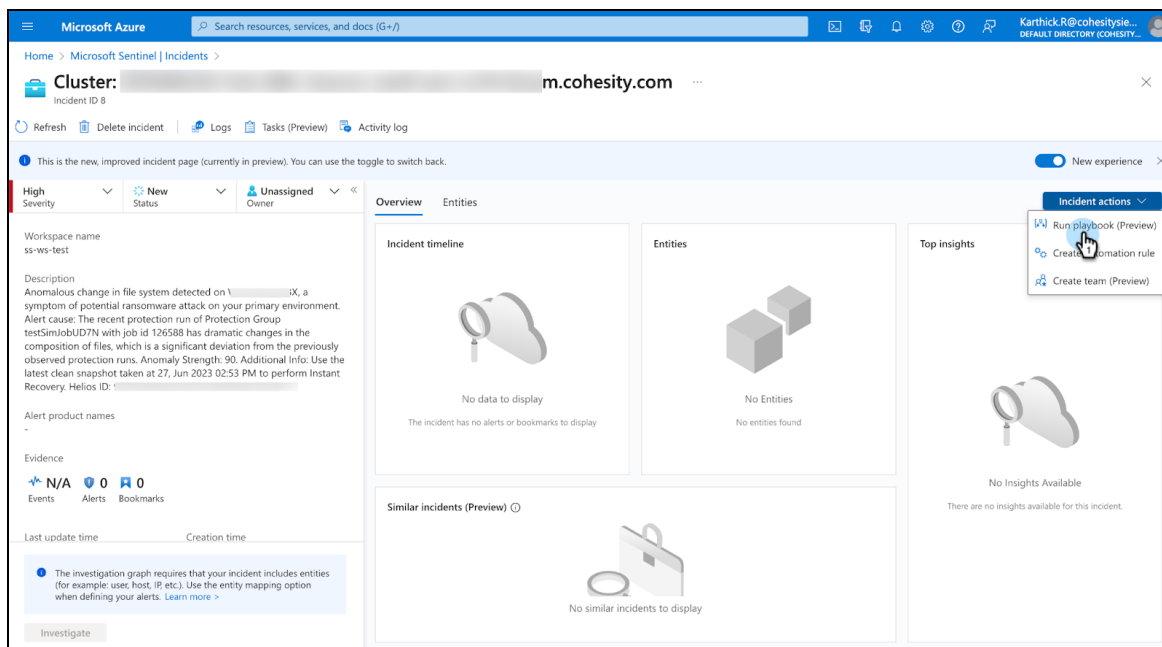 Microsoft Azure
Search resources, services, and docs (G+/)
Karthick.R@cohesitysie...
DEFAULT DIRECTORY (COHESITY...
Home > Microsoft Sentinel | Incidents >
Cluster: m.cohesity.com ...
Incident ID 8
Refresh Delete incident Logs Tasks (Preview) Activity log
This is the new, improved incident page (currently in preview). You can use the toggle to switch back.
New experience
High
Severity
New
Status
Unassigned
Owner
Overview Entities
Incident actions
Run playbook (Preview)
1
Create automation rule
Create team (Preview)
Workspace name
ss-ws-test
Description
Anomalous change in file system detected on X, a
symptom of potential ransomware attack on your primary environment.
Alert cause: The recent protection run of Protection Group
testSimJobUD7N with job id 126588 has dramatic changes in the
composition of files, which is a significant deviation from the previously
observed protection runs. Anomaly Strength: 90. Additional Info: Use the
latest clean snapshot taken at 27, Jun 2023 02:53 PM to perform Instant
Recovery. Helios ID:
Alert product names
-
Evidence
N/A 0 0
Events Alerts Bookmarks
Last update time Creation time
The investigation graph requires that your incident includes entities
(for example: user, host, IP, etc.). Use the entity mapping option
when defining your alerts. Learn more >
Investigate
Incident timeline
No data to display
The incident has no alerts or bookmarks to display
Entities
No Entities
No entities found
Top insights
No Insights Available
There are no insights available for this incident.
Similar incidents (Preview)
No similar incidents to display